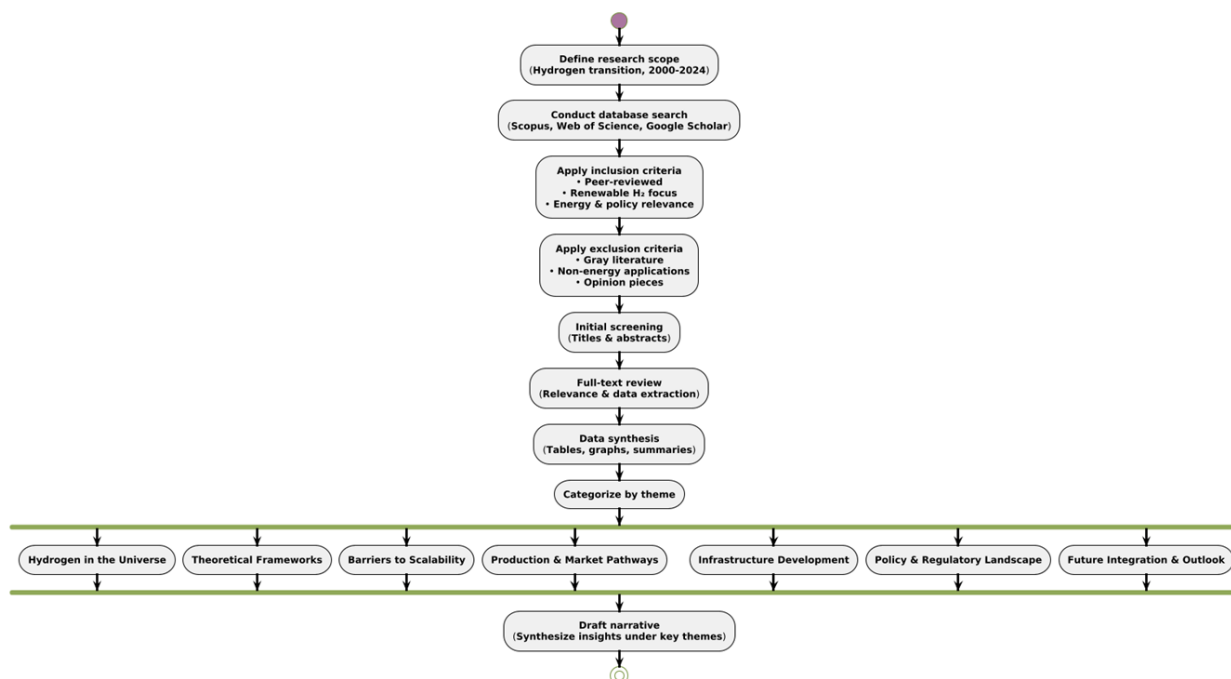 Define research scope
(Hydrogen transition, 2000-2024)
Conduct database search
(Scopus, Web of Science, Google Scholar)
Apply inclusion criteria
• Peer-reviewed
• Renewable H₂ focus
• Energy & policy relevance
Apply exclusion criteria
• Gray literature
• Non-energy applications
• Opinion pieces
Initial screening
(Titles & abstracts)
Full-text review
(Relevance & data extraction)
Data synthesis
(Tables, graphs, summaries)
Categorize by theme
Hydrogen in the Universe
Theoretical Frameworks
Barriers to Scalability
Production & Market Pathways
Infrastructure Development
Policy & Regulatory Landscape
Future Integration & Outlook
Draft narrative
(Synthesize insights under key themes)